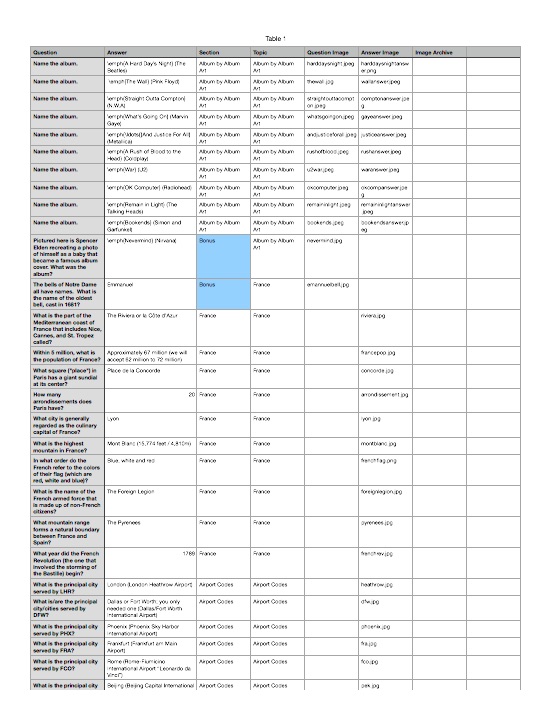 Table 1
Question Answer Section Topic Question Image Answer Image Image Archive
Name the album. \emph{A Hard Day's Night} (The Album by Album Album by Album harddaysnight.jpeg harddaysnightansw
Beatles) Art Art er.png
Name the album. \emph{The Wall} (Pink Floyd) Album by Album Album by Album thewall.jpg wallanswer.jpeg
Art Art
Name the album. \emph{Straight Outta Compton} Album by Album Album by Album straightouttacompt comptonanswer.jpe
(N.W.A) Art Art on.jpeg g
Name the album. \emph{What's Going On} (Marvin Album by Album Album by Album whatsgoingon.jpeg gayeanswer.jpg
Gaye) Art Art
Name the album. \emph{\ldots{}And Justice For All} Album by Album Album by Album andjusticeforall.jpeg justiceanswer.jpg
(Metallica) Art Art
Name the album. \emph{A Rush of Blood to the Album by Album Album by Album rushofblood.jpeg rushanswer.jpg
Head} (Coldplay) Art Art
Name the album. \emph{War} (U2) Album by Album Album by Album u2war.jpeg waranswer.jpg
Art Art
Name the album. \emph{OK Computer} (Radiohead) Album by Album Album by Album okcomputer.jpeg okcompanswer.jpe
Art Art g
Name the album. \emph{Remain in Light} (The Album by Album Album by Album remaininlight.jpeg remaininlightanswer
Talking Heads) Art Art .jpeg
Name the album. \emph{Bookends} (Simon and Album by Album Album by Album bookends.jpeg bookendsanswer.jp
Garfunkel) Art Art eg
Pictured here is Spencer \emph{Nevermind} (Nirvana) Bonus Album by Album nevermind.jpg
Elden recreating a photo Art
of himself as a baby that
became a famous album
cover. What was the
album?
The bells of Notre Dame Emmanuel Bonus France emannuelbell.jpg
all have names. What is
the name of the oldest
bell, cast in 1681?
What is the part of the The Riviera or la Côte d'Azur France France riviera.jpg
Mediterranean coast of
France that includes Nice,
Cannes, and St. Tropez
called?
Within 5 million, what is Approximately 67 million (we will France France francepop.jpg
the population of France? accept 62 million to 72 million)
What square ("place") in Place de la Concorde France France concorde.jpg
Paris has a giant sundial
at its center?
How many 20 France France arrondissement.jpg
arrondissements does
Paris have?
What city is generally Lyon France France lyon.jpg
regarded as the culinary
capital of France?
What is the highest Mont Blanc (15,774 feet / 4,810m) France France montblanc.jpg
mountain in France?
In what order do the Blue, white and red France France frenchflag.png
French refer to the colors
of their flag (which are
red, white and blue)?
What is the name of the The Foreign Legion France France foreignlegion.jpg
French armed force that
is made up of non-French
citizens?
What mountain range The Pyrenees France France pyrenees.jpg
forms a natural boundary
between France and
Spain?
What year did the French 1789 France France frenchrev.jpg
Revolution (the one that
involved the storming of
the Bastille) begin?
What is the principal city London (London Heathrow Airport) Airport Codes Airport Codes heathrow.jpg
served by LHR?
What is/are the principal Dallas or Fort Worth, you only Airport Codes Airport Codes dfw.jpg
city/cities served by needed one (Dallas/Fort Worth
DFW? International Airport)
What is the principal city Phoenix (Phoenix Sky Harbor Airport Codes Airport Codes phoenix.jpg
served by PHX? International Airport)
What is the principal city Frankfurt (Frankfurt am Main Airport Codes Airport Codes fra.jpg
served by FRA? Airport)
What is the principal city Rome (Rome-Fiumicino Airport Codes Airport Codes fco.jpg
served by FCO? International Airport "Leonardo da
Vinci")
What is the principal city Beijing (Beijing Capital International Airport Codes Airport Codes pek.jpg